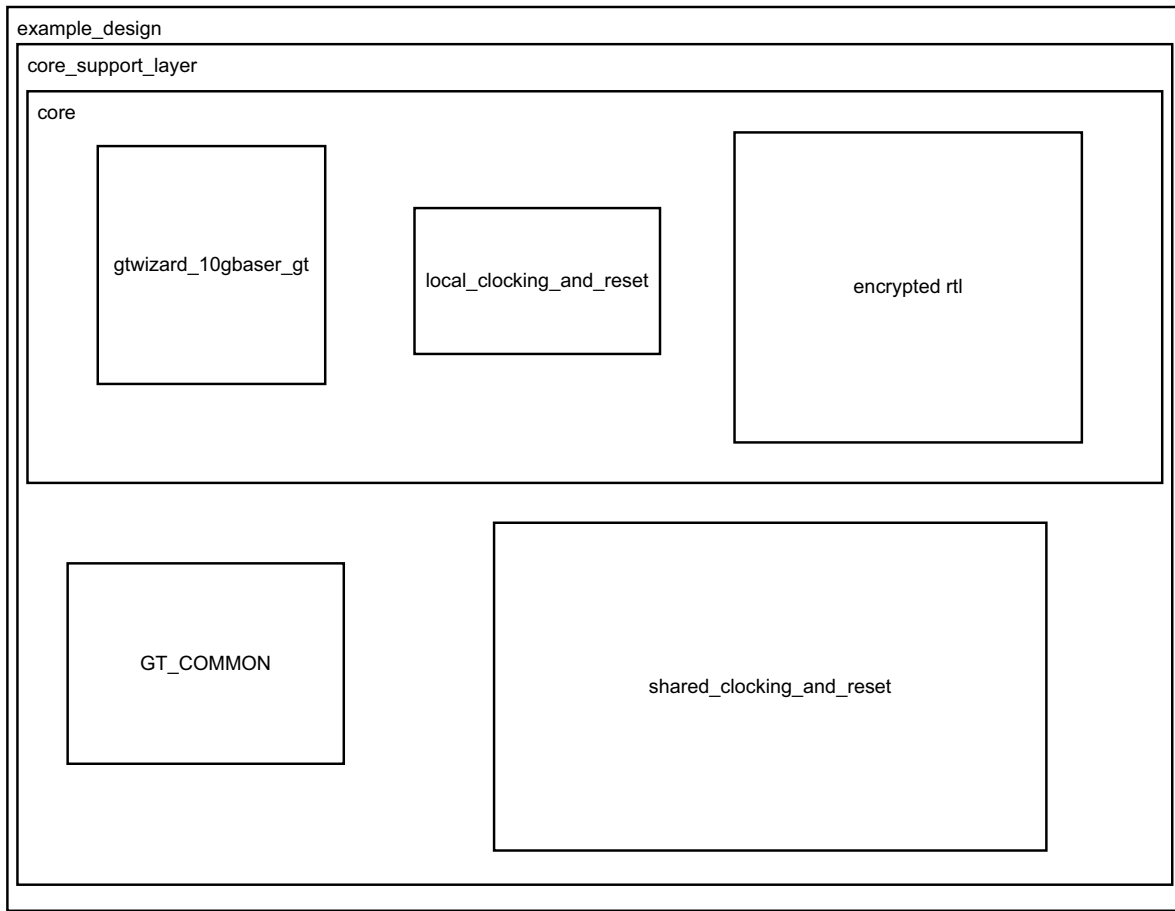 example_design
core_support_layer
core
gtwizard_10gbaser_gt
local_clocking_and_reset
encrypted rtl
GT_COMMON
shared_clocking_and_reset